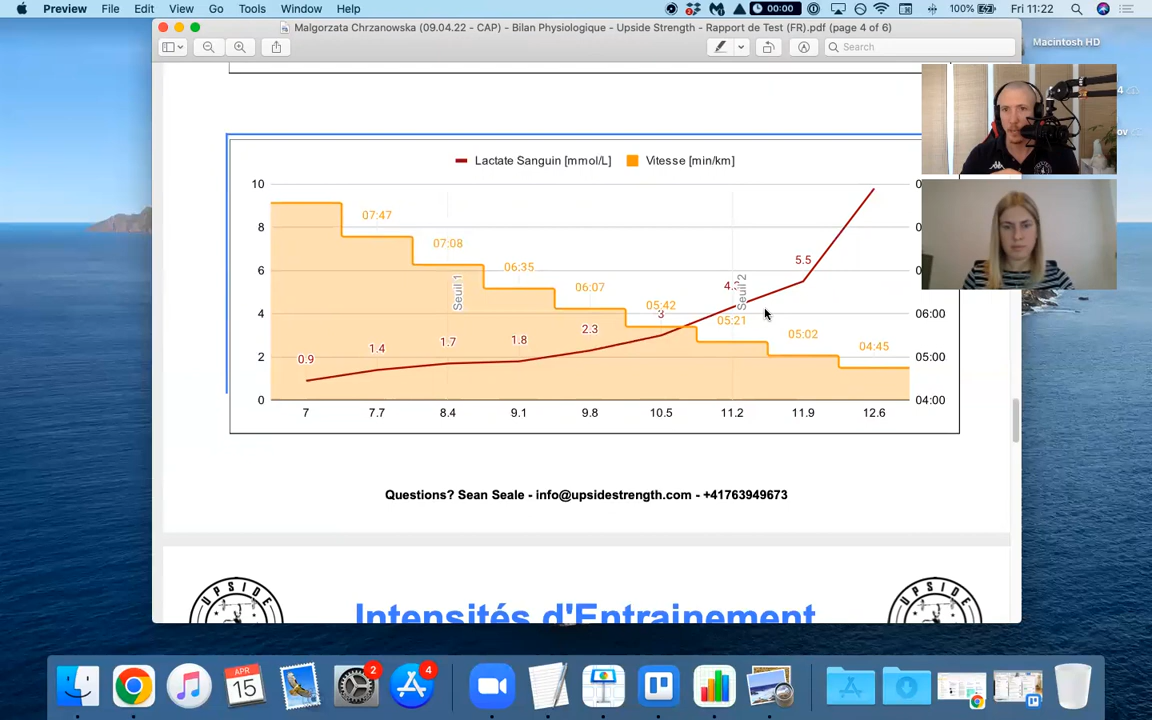 Preview File Edit View Go Tools Window Help 00:00 100% Fri 11:22
Malgorzata Chrzanowska (09.04.22 - CAP) - Bilan Physiologique - Upside Strength - Rapport de Test (FR).pdf (page 4 of 6)
Search
Macintosh HD
4
ov
Lactate Sanguin [mmol/L] Vitesse [min/km]
10
8
6
4
2
0
07:47
07:08
06:35
06:07
05:42
05:21
05:02
04:45
0.9
1.4
1.7
1.8
2.3
3
5.5
Seuil 1
Seuil 2
06:00
05:00
04:00
7 7.7 8.4 9.1 9.8 10.5 11.2 11.9 12.6
Questions? Sean Seale - info@upsidestrength.com - +41763949673
UPSIDE
Intensités d'Entrainement
UPSIDE
APR
15
2
4